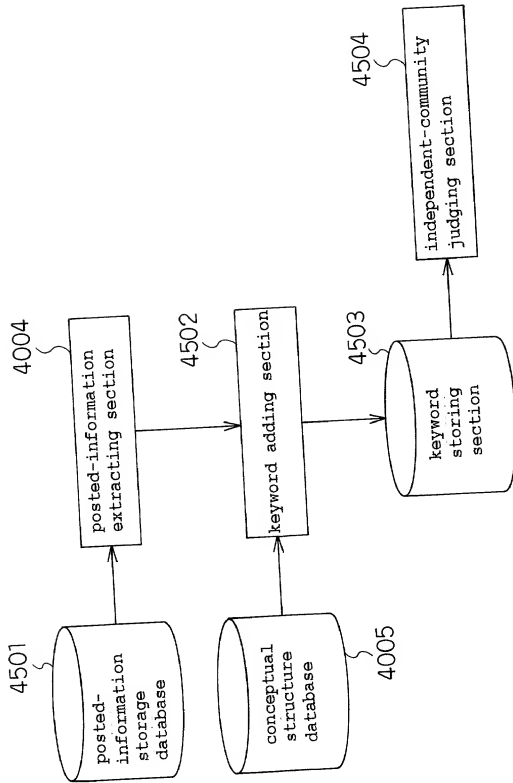 4501
posted-
information
storage
database
4004
posted-information
extracting section
conceptual
structure
database
4005
4502
keyword adding section
4503
keyword
storing
section
4504
independent-community
judging section